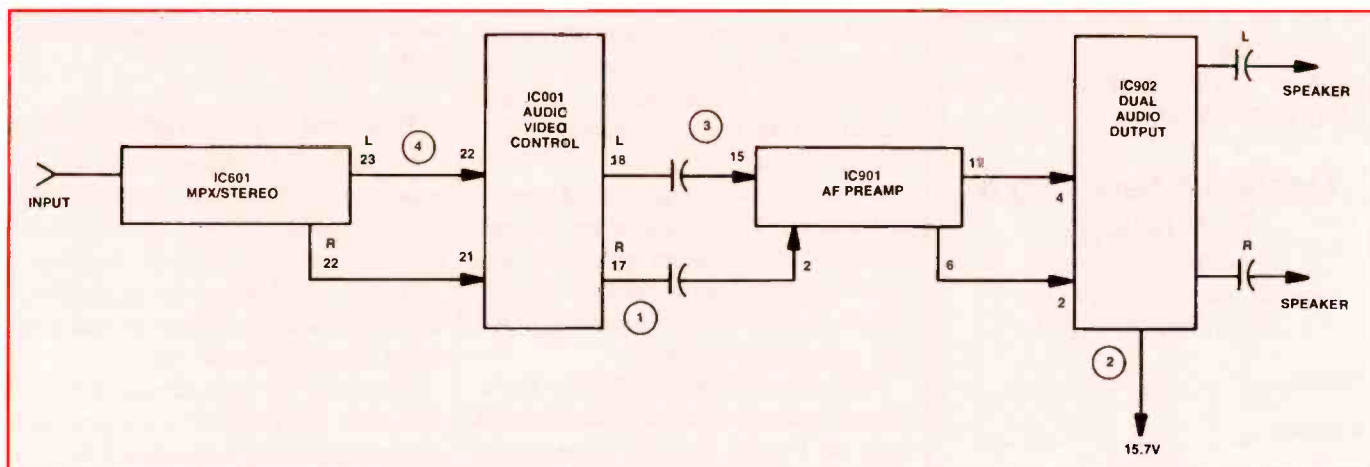 INPUT
IC601
MPX/STEREO
L
23
R
22
4
22
21
IC001
AUDIO
VIDEO
CONTROL
L
18
R
17
3
1
15
2
IC901
AF PREAMP
6
4
2
IC902
DUAL
AUDIO
OUTPUT
L
SPEAKER
R
SPEAKER
2
15.7V